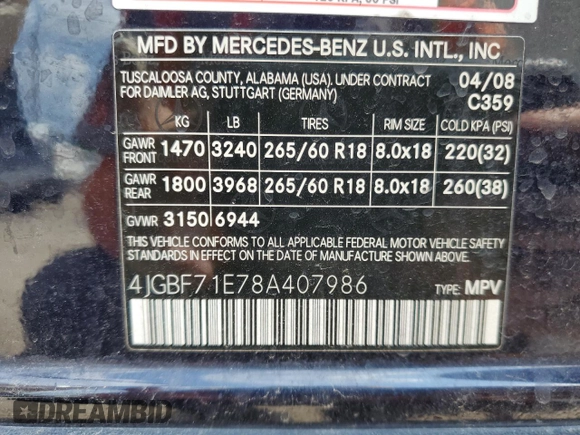 MFD BY MERCEDES-BENZ U.S. INTL., INC
TUSCALOOSA COUNTY, ALABAMA (USA). UNDER CONTRACT 04/08
FOR DAIMLER AG, STUTTGART (GERMANY) C359
KG LB TIRES RIM SIZE COLD KPA (PSI)
GAWR FRONT 1470 3240 265/60 R18 8.0x18 220(32)
GAWR REAR 1800 3968 265/60 R18 8.0x18 260(38)
GVWR 3150 6944
THIS VEHICLE CONFORMS TO ALL APPLICABLE FEDERAL MOTOR VEHICLE SAFETY
STANDARDS IN EFFECT ON THE DATE OF MANUFACTURE SHOWN ABOVE.
4JGBF71E78A407986 TYPE: MPV
DREAMBID